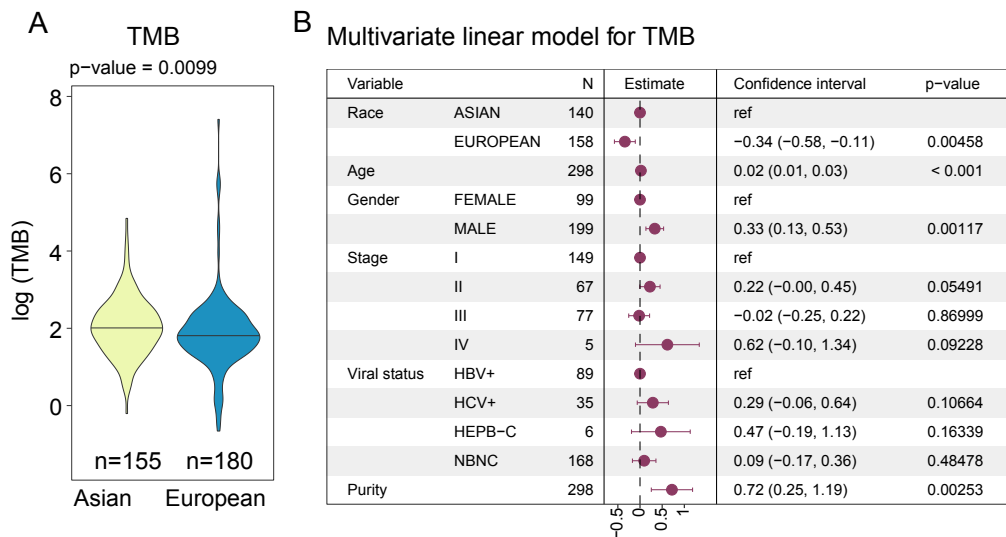 A
TMB
p−value = 0.0099
log (TMB)
8
6
4
2
0
n=155 n=180
Asian European
B
Multivariate linear model for TMB
Variable N Estimate Confidence interval p−value
Race ASIAN 140 ref
EUROPEAN 158 −0.34 (−0.58, −0.11) 0.00458
Age 298 0.02 (0.01, 0.03) < 0.001
Gender FEMALE 99 ref
MALE 199 0.33 (0.13, 0.53) 0.00117
Stage I 149 ref
II 67 0.22 (−0.00, 0.45) 0.05491
III 77 −0.02 (−0.25, 0.22) 0.86999
IV 5 0.62 (−0.10, 1.34) 0.09228
Viral status HBV+ 89 ref
HCV+ 35 0.29 (−0.06, 0.64) 0.10664
HEPB−C 6 0.47 (−0.19, 1.13) 0.16339
NBNC 168 0.09 (−0.17, 0.36) 0.48478
Purity 298 0.72 (0.25, 1.19) 0.00253
−0.5 0 0.5 1